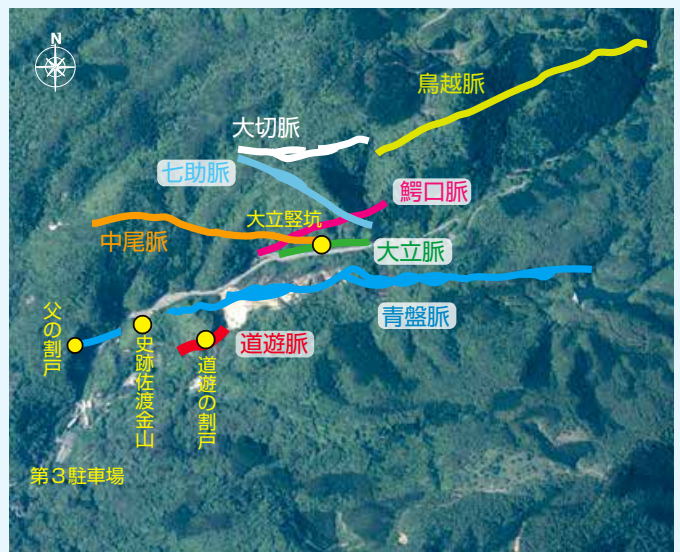 N
鳥越脈
大切脈
七助脈
鰐口脈
大立竪坑
中尾脈
大立脈
青盤脈
父の割戸
史跡佐渡金山
道遊の割戸
道遊脈
第3駐車場